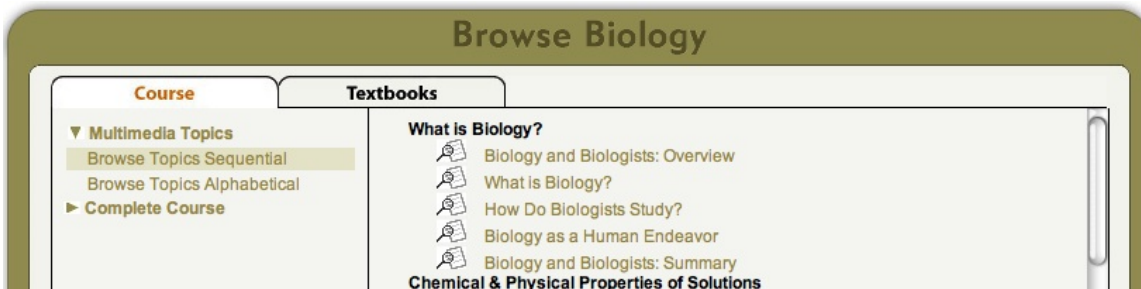 Browse Biology
Course
Textbooks
Multimedia Topics
Browse Topics Sequential
Browse Topics Alphabetical
Complete Course
What is Biology?
Biology and Biologists: Overview
What is Biology?
How Do Biologists Study?
Biology as a Human Endeavor
Biology and Biologists: Summary
Chemical & Physical Properties of Solutions